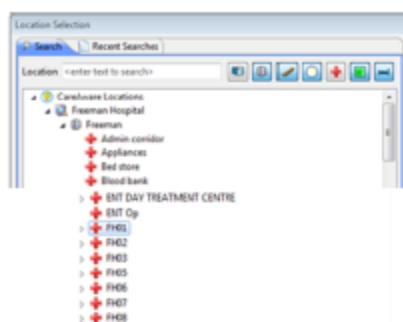 Location Selection
Search Recent Searches
Location <enter text to search>
CareAware Locations
Freeman Hospital
Freeman
Admin corridor
Appliances
Bed store
Blood bank
ENT DAY TREATMENT CENTRE
ENT Op
FH01
FH02
FH03
FH05
FH06
FH07
FH08